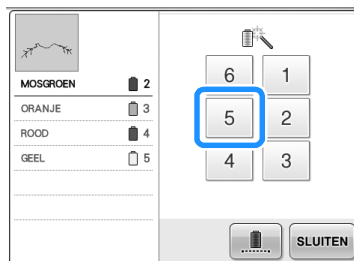 MOSGROEN 2
ORANJE 3
ROOD 4
GEEL 5
6 1
5 2
4 3
SLUITEN